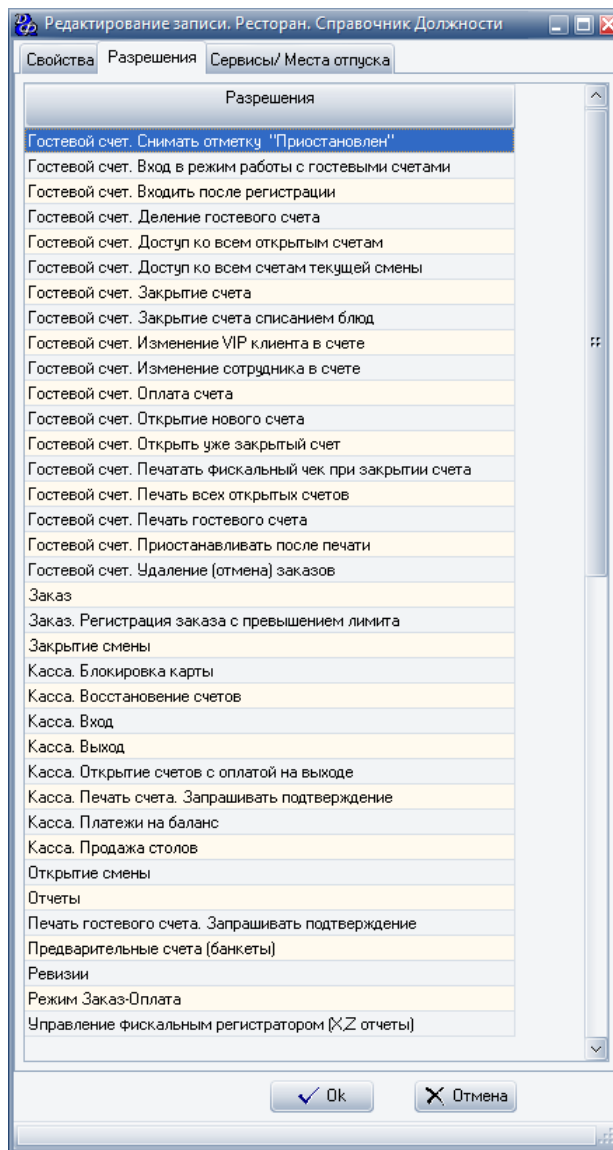 Редактирование записи. Ресторан. Справочник Должности
Свойства Разрешения Сервисы/ Места отпуска
Разрешения
Гостевой счет. Снимать отметку "Приостановлен"
Гостевой счет. Вход в режим работы с гостевыми счетами
Гостевой счет. Входить после регистрации
Гостевой счет. Деление гостевого счета
Гостевой счет. Доступ ко всем открытым счетам
Гостевой счет. Доступ ко всем счетам текущей смены
Гостевой счет. Закрытие счета
Гостевой счет. Закрытие счета списанием блюд
Гостевой счет. Изменение VIP клиента в счете
Гостевой счет. Изменение сотрудника в счете
Гостевой счет. Оплата счета
Гостевой счет. Открытие нового счета
Гостевой счет. Открыть уже закрытый счет
Гостевой счет. Печатать фискальный чек при закрытии счета
Гостевой счет. Печать всех открытых счетов
Гостевой счет. Печать гостевого счета
Гостевой счет. Приостанавливать после печати
Гостевой счет. Удаление (отмена) заказов
Заказ
Заказ. Регистрация заказа с превышением лимита
Закрытие смены
Касса. Блокировка карты
Касса. Восстановение счетов
Касса. Вход
Касса. Выход
Касса. Открытие счетов с оплатой на выходе
Касса. Печать счета. Запрашивать подтверждение
Касса. Платежи на баланс
Касса. Продажа столов
Открытие смены
Отчеты
Печать гостевого счета. Запрашивать подтверждение
Предварительные счета (банкеты)
Ревизии
Режим Заказ-Оплата
Управление фискальным регистратором (X,Z отчеты)
Ok Отмена